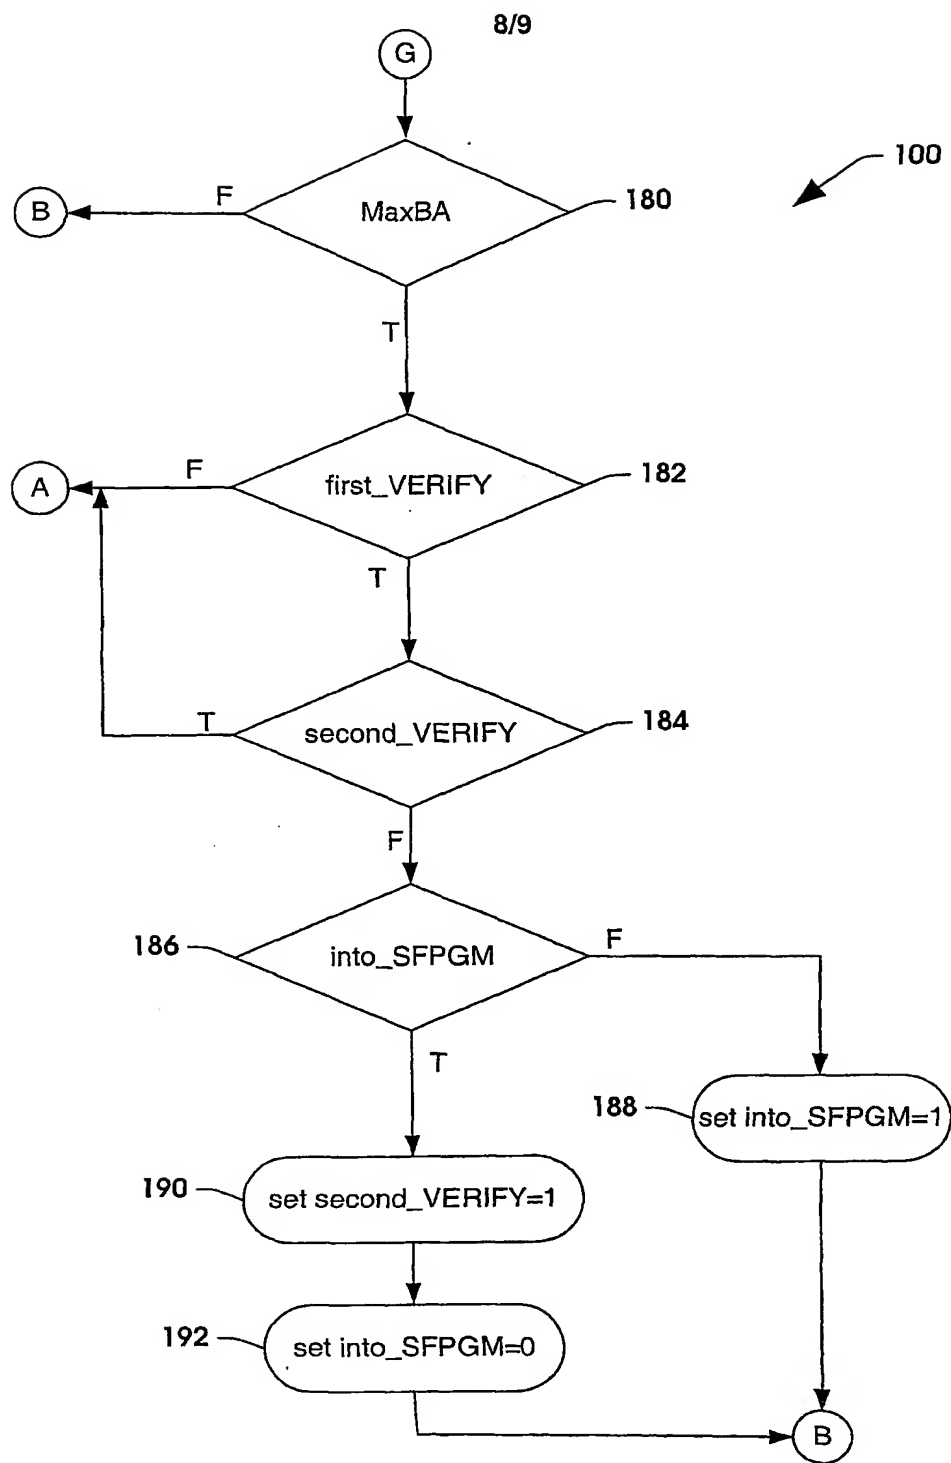 8/9
G
100
B
F
MaxBA
180
T
A
F
first_VERIFY
182
T
T
second_VERIFY
184
F
186
into_SFPGM
F
T
188
set into_SFPGM=1
190
set second_VERIFY=1
192
set into_SFPGM=0
B